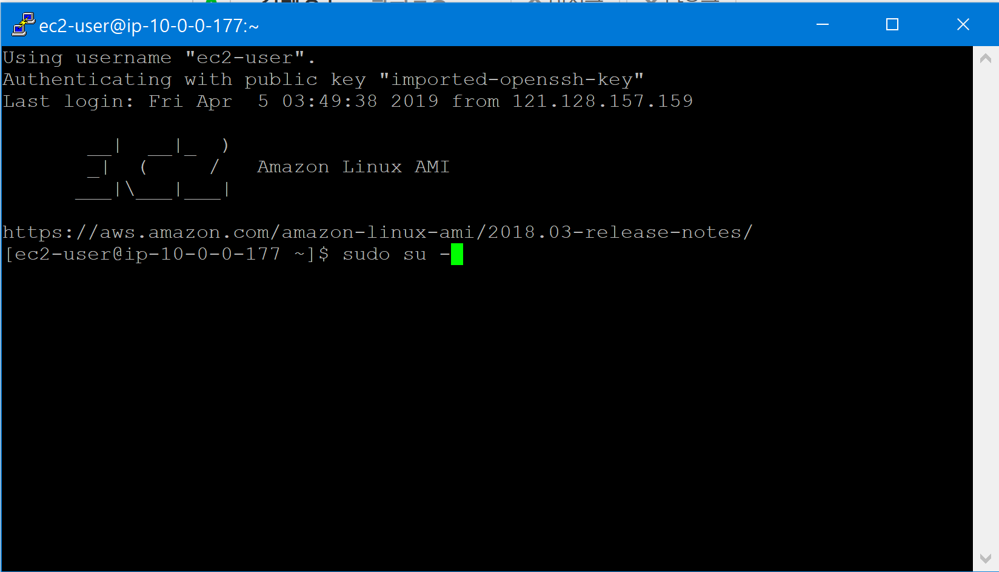 ec2-user@ip-10-0-0-177:~
Using username "ec2-user".
Authenticating with public key "imported-openssh-key"
Last login: Fri Apr  5 03:49:38 2019 from 121.128.157.159

       __|  __|_  )
       _|  (     /   Amazon Linux AMI
      ___|\___|___|

https://aws.amazon.com/amazon-linux-ami/2018.03-release-notes/
[ec2-user@ip-10-0-0-177 ~]$ sudo su -